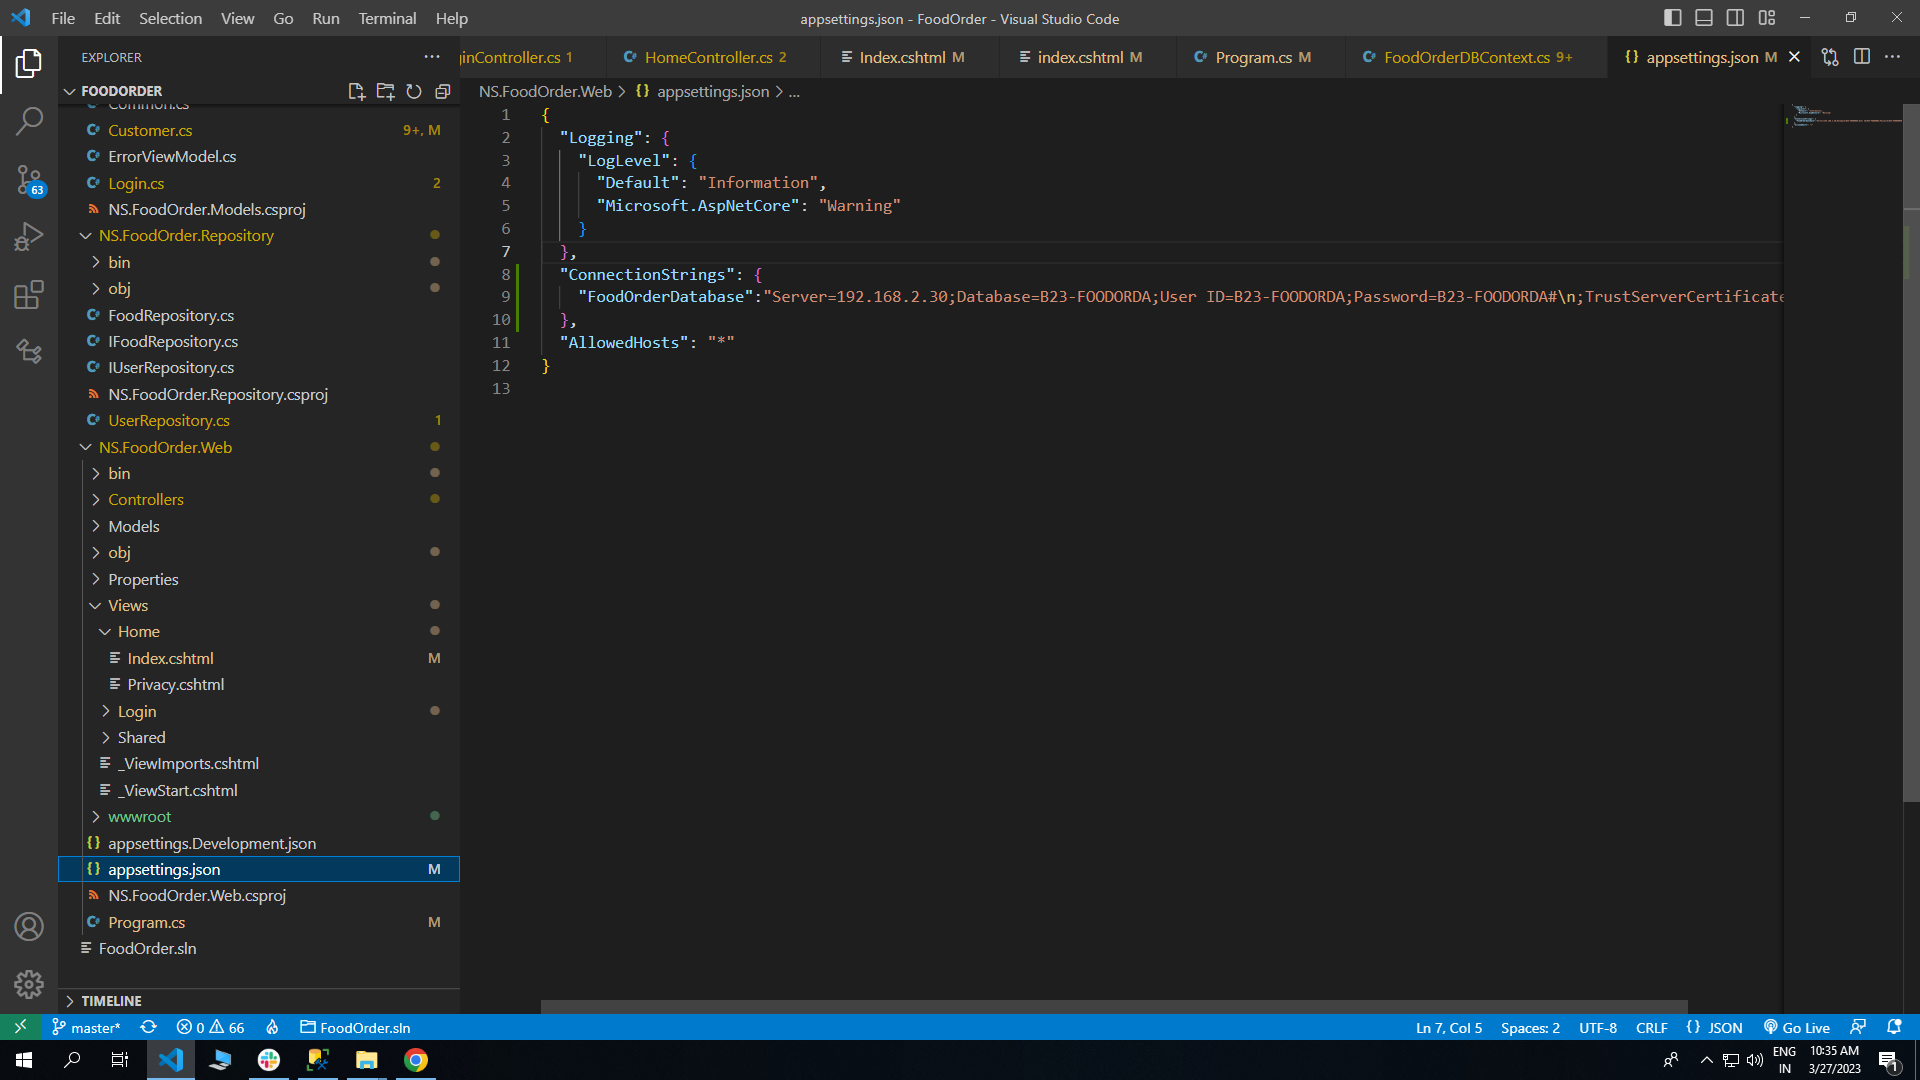 File Edit Selection View Go Run Terminal Help
appsettings.json - FoodOrder - Visual Studio Code
EXPLORER
FOODORDER
Common.cs
Customer.cs 9+, M
ErrorViewModel.cs
Login.cs 2
NS.FoodOrder.Models.csproj
NS.FoodOrder.Repository
bin
obj
FoodRepository.cs
IFoodRepository.cs
IUserRepository.cs
NS.FoodOrder.Repository.csproj
UserRepository.cs 1
NS.FoodOrder.Web
bin
Controllers
Models
obj
Properties
Views
Home
Index.cshtml M
Privacy.cshtml
Login
Shared
_ViewImports.cshtml
_ViewStart.cshtml
wwwroot
appsettings.Development.json
appsettings.json M
NS.FoodOrder.Web.csproj
Program.cs M
FoodOrder.sln
TIMELINE
63
inController.cs 1 HomeController.cs 2 Index.cshtml M index.cshtml M Program.cs M FoodOrderDBContext.cs 9+ {} appsettings.json M
NS.FoodOrder.Web > {} appsettings.json > ...
1 {
2 "Logging": {
3 "LogLevel": {
4 "Default": "Information",
5 "Microsoft.AspNetCore": "Warning"
6 }
7 },
8 "ConnectionStrings": {
9 "FoodOrderDatabase":"Server=192.168.2.30;Database=B23-FOODORDA;User ID=B23-FOODORDA;Password=B23-FOODORDA#\n;TrustServerCertificate
10 },
11 "AllowedHosts": "*"
12 }
13
master* 0 66 FoodOrder.sln
Ln 7, Col 5 Spaces: 2 UTF-8 CRLF {} JSON Go Live
ENG
IN
10:35 AM
3/27/2023
1